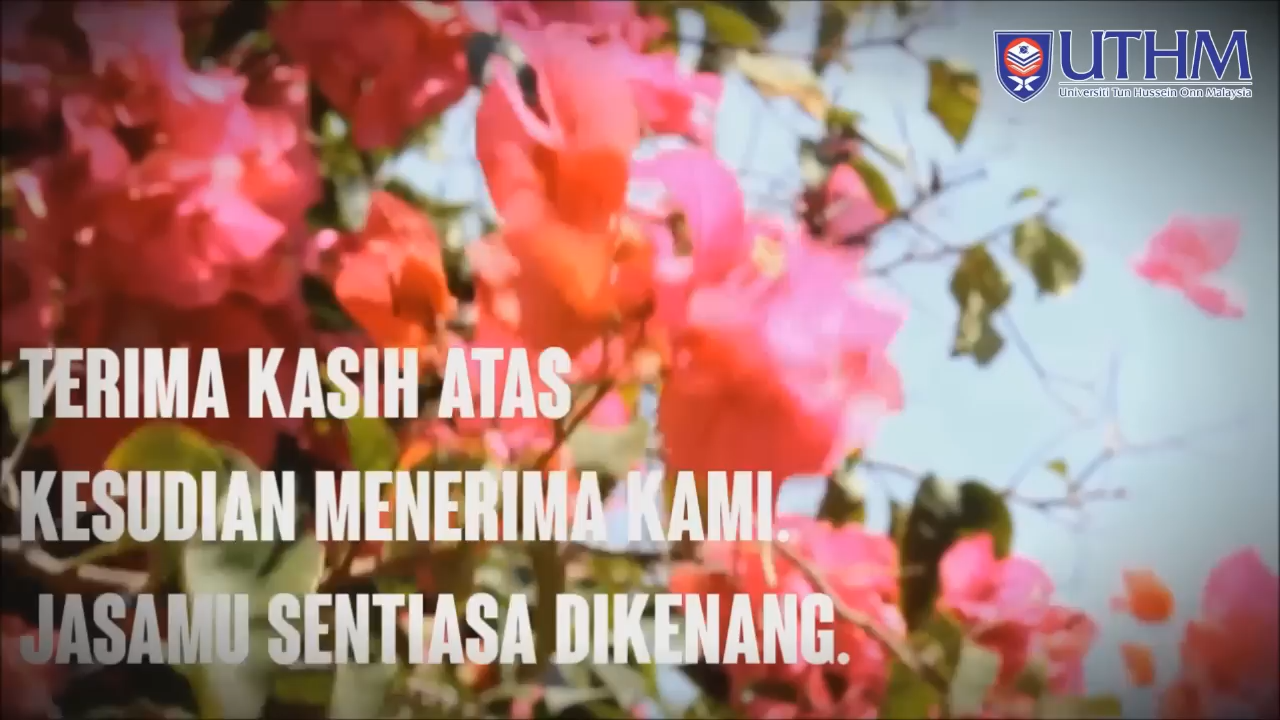 UTHM
Universiti Tun Hussein Onn Malaysia
TERIMA KASIH ATAS
KESUDIAN MENERIMA KAMI.
JASAMU SENTIASA DIKENANG.